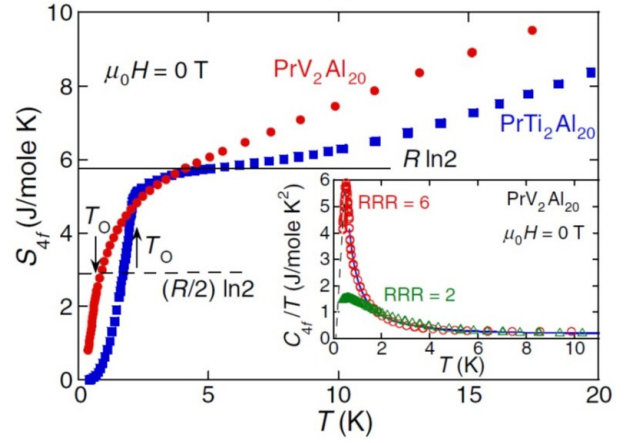 S4f (J/mole K)
10
8
6
4
2
0
μ0H = 0 T
PrV2Al20
PrTi2Al20
R ln2
TO
TO
(R/2) ln2
0
5
10
15
20
T (K)
C4f/T (J/mole K2)
6
5
4
3
2
1
0
RRR = 6
PrV2Al20
μ0H = 0 T
RRR = 2
0
2
4
6
8
10
T (K)